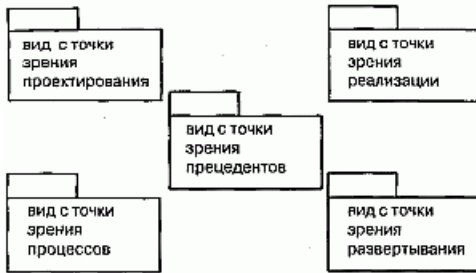 вид с точки
зрения
проектирования
вид с точки
зрения
реализации
вид с точки
зрения
прецедентов
вид с точки
зрения
процессов
вид с точки
зрения
развертывания